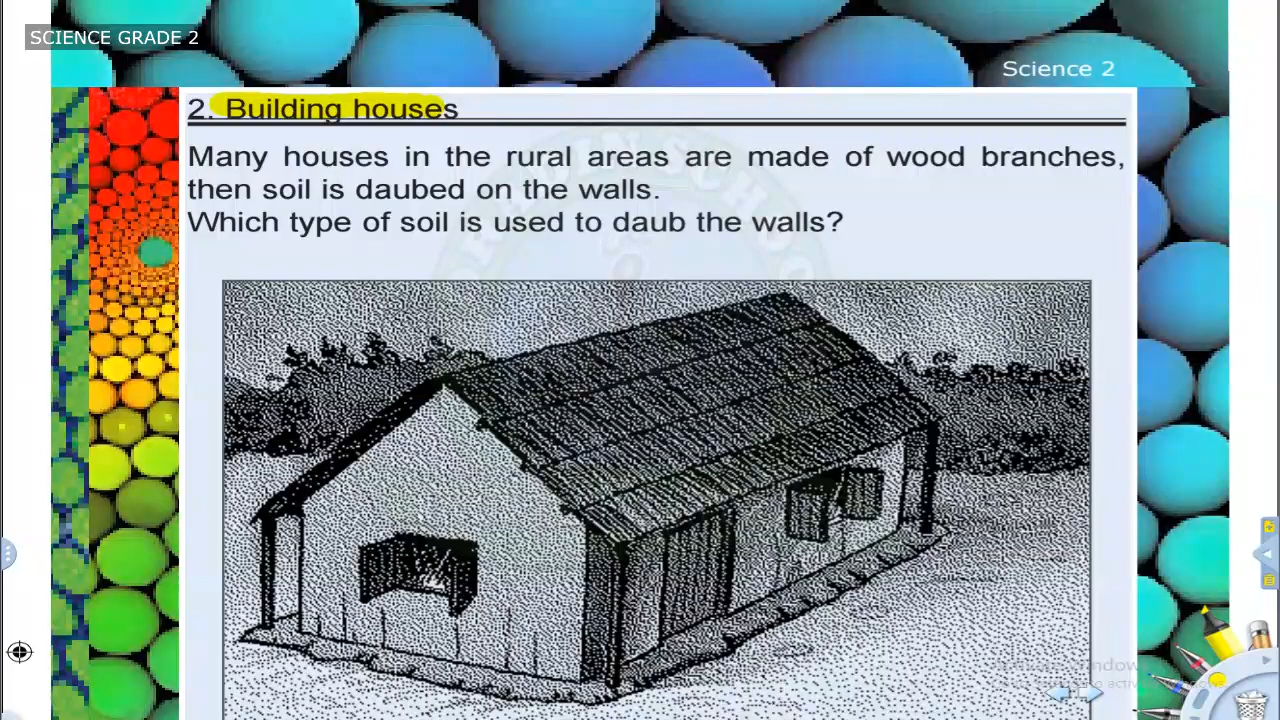 SCIENCE GRADE 2
Science 2
2. Building houses
Many houses in the rural areas are made of wood branches,
then soil is daubed on the walls.
Which type of soil is used to daub the walls?